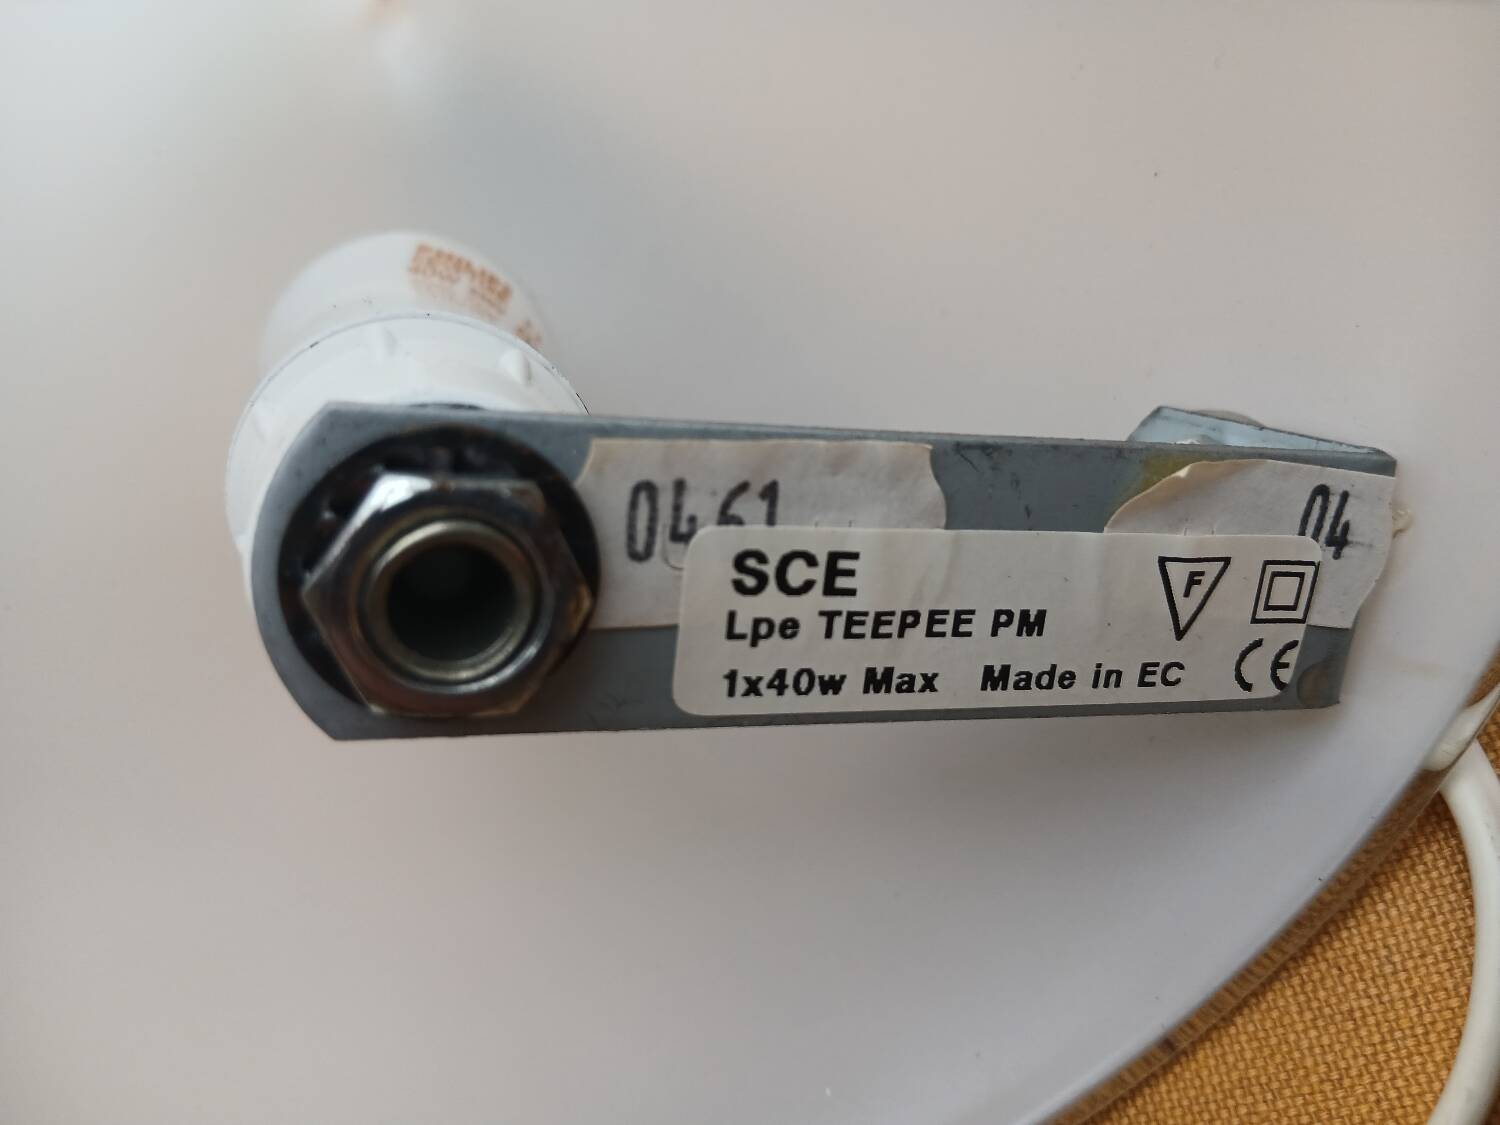 0461
04
SCE
Lpe TEEPEE PM
F
1x40w Max Made in EC CE